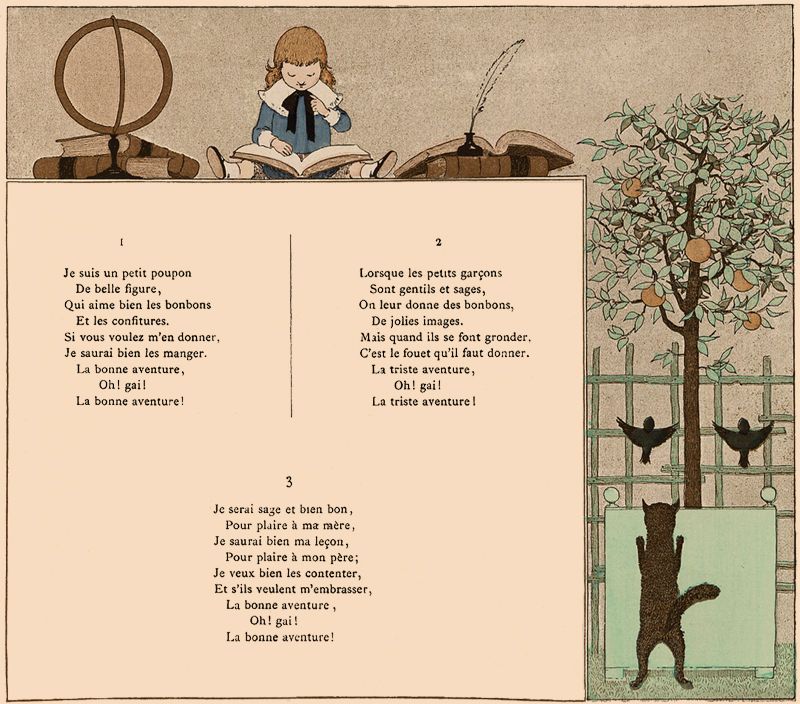 1
Je suis un petit poupon
De belle figure,
Qui aime bien les bonbons
Et les confitures.
Si vous voulez m'en donner,
Je saurai bien les manger.
La bonne aventure,
Oh! gai!
La bonne aventure!
2
Lorsque les petits garçons
Sont gentils et sages,
On leur donne des bonbons,
De jolies images.
Mais quand ils se font gronder,
C'est le fouet qu'il faut donner.
La triste aventure,
Oh! gai!
La triste aventure!
3
Je serai sage et bien bon,
Pour plaire à ma mère,
Je saurai bien ma leçon,
Pour plaire à mon père;
Je veux bien les contenter,
Et s'ils veulent m'embrasser,
La bonne aventure,
Oh! gai!
La bonne aventure!